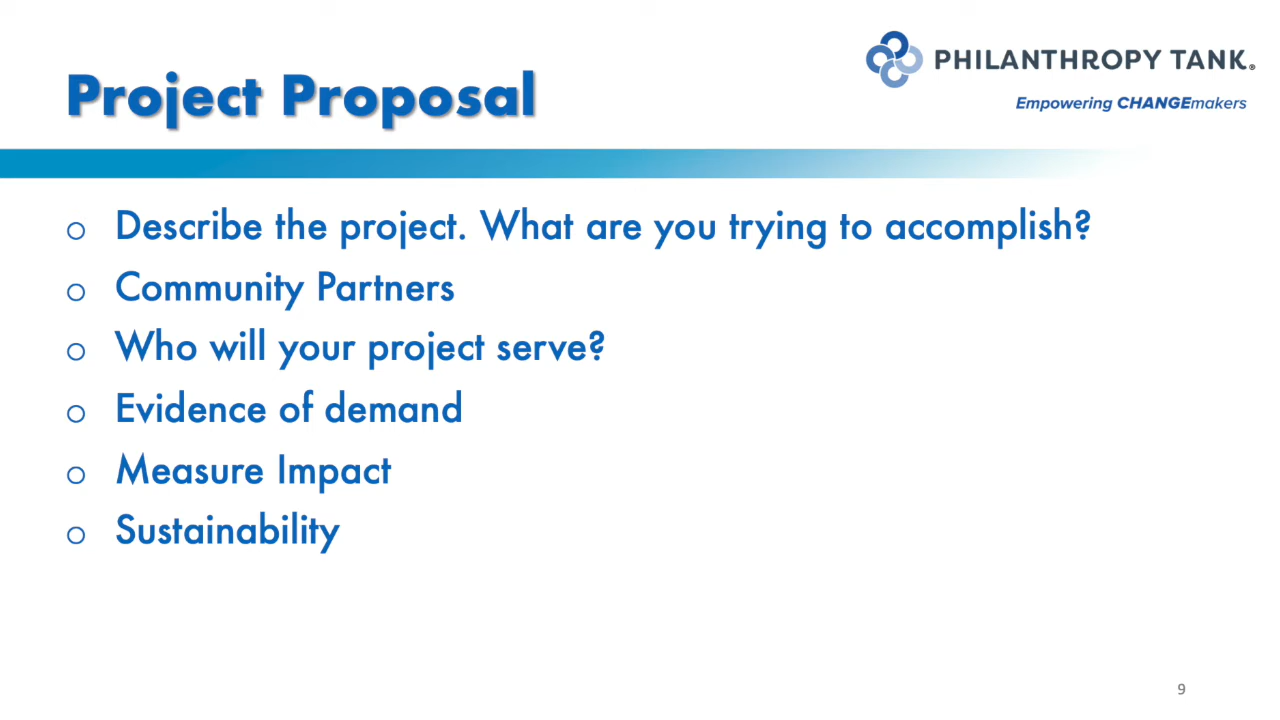 PHILANTHROPY TANK®
Empowering CHANGEmakers
Project Proposal
o Describe the project. What are you trying to accomplish?
o Community Partners
o Who will your project serve?
o Evidence of demand
o Measure Impact
o Sustainability
9